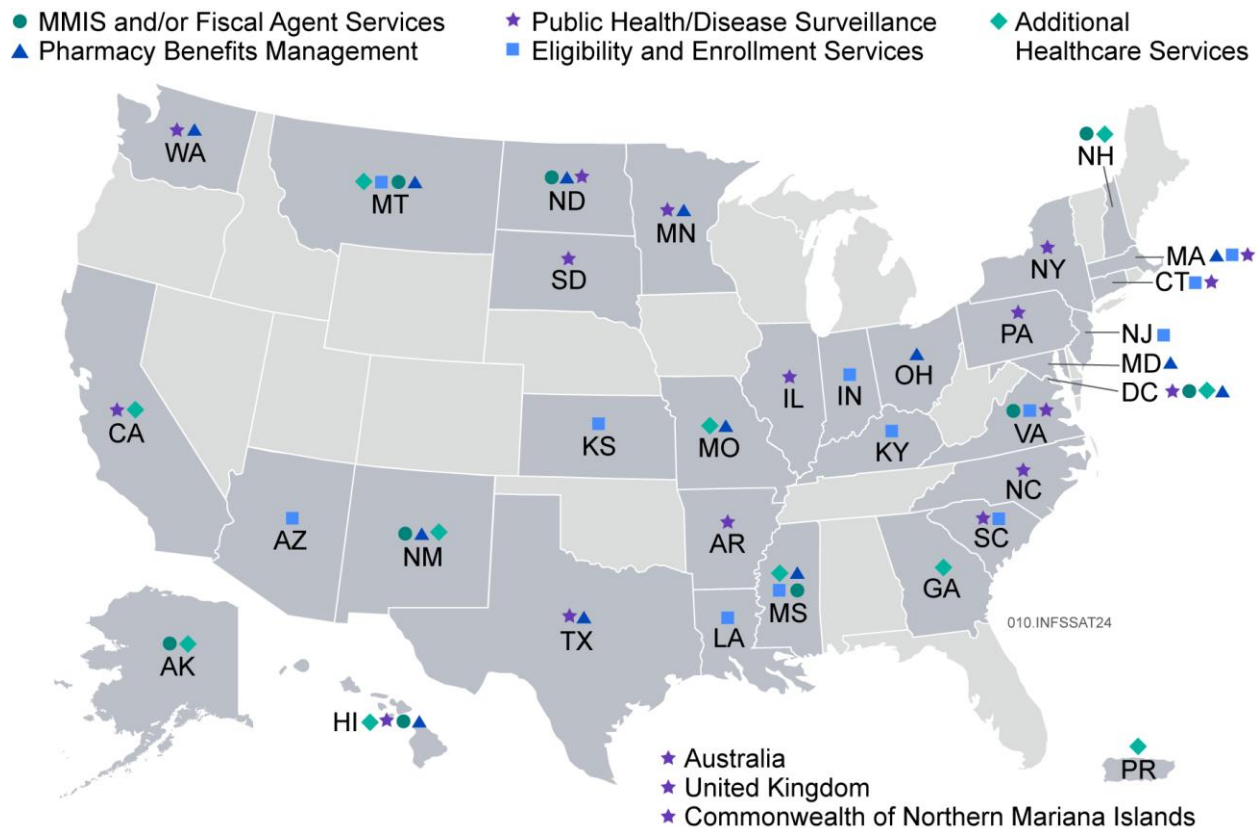 MMIS and/or Fiscal Agent Services
Pharmacy Benefits Management
Public Health/Disease Surveillance
Eligibility and Enrollment Services
Additional
Healthcare Services
WA
MT
ND
MN
SD
NH
NY
MA
CT
PA
NJ
MD
DC
OH
IN
IL
CA
KS
MO
KY
VA
NC
AZ
NM
AR
SC
MS
GA
TX
LA
010.INFSSAT24
AK
HI
PR
Australia
United Kingdom
Commonwealth of Northern Mariana Islands